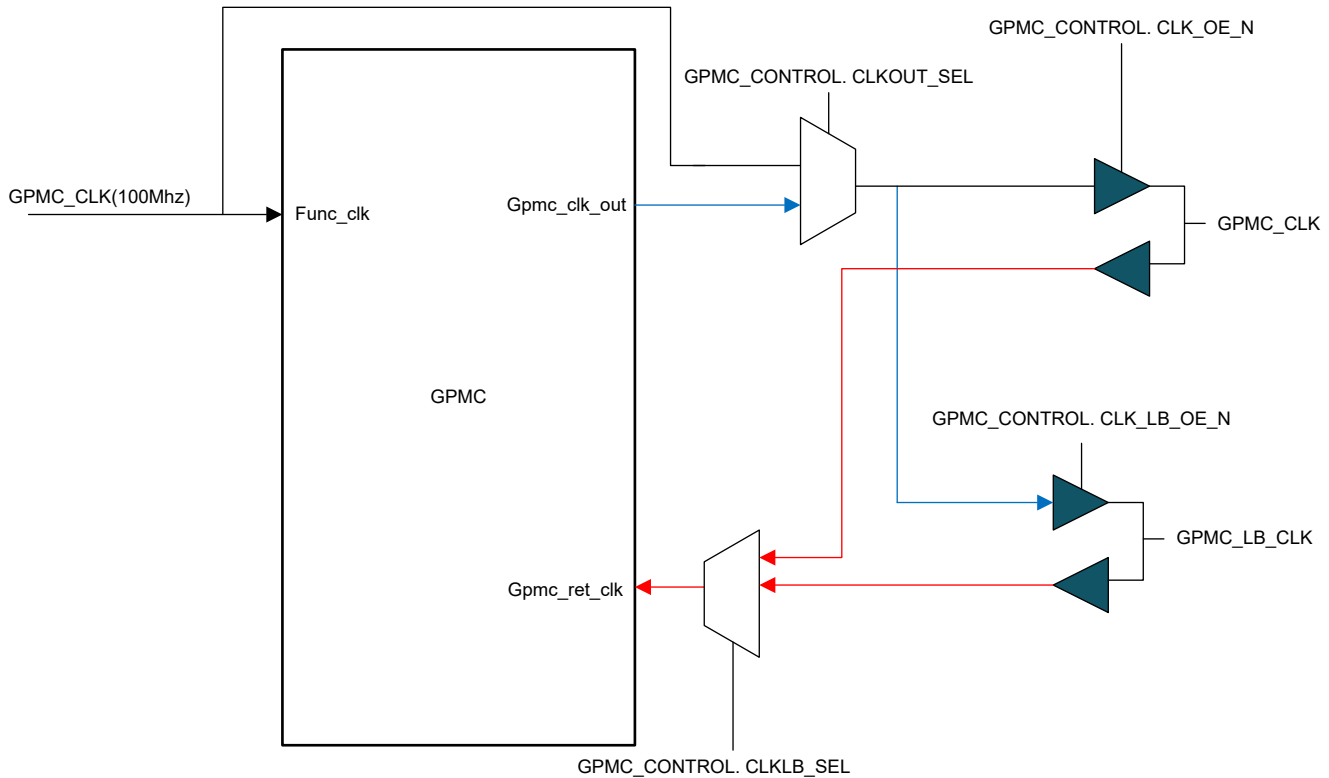 GPMC_CONTROL. CLK_OE_N
GPMC_CONTROL. CLKOUT_SEL
GPMC_CLK(100Mhz)
Func_clk
Gpmc_clk_out
GPMC_CLK
GPMC
GPMC_CONTROL. CLK_LB_OE_N
GPMC_LB_CLK
Gpmc_ret_clk
GPMC_CONTROL. CLKLB_SEL